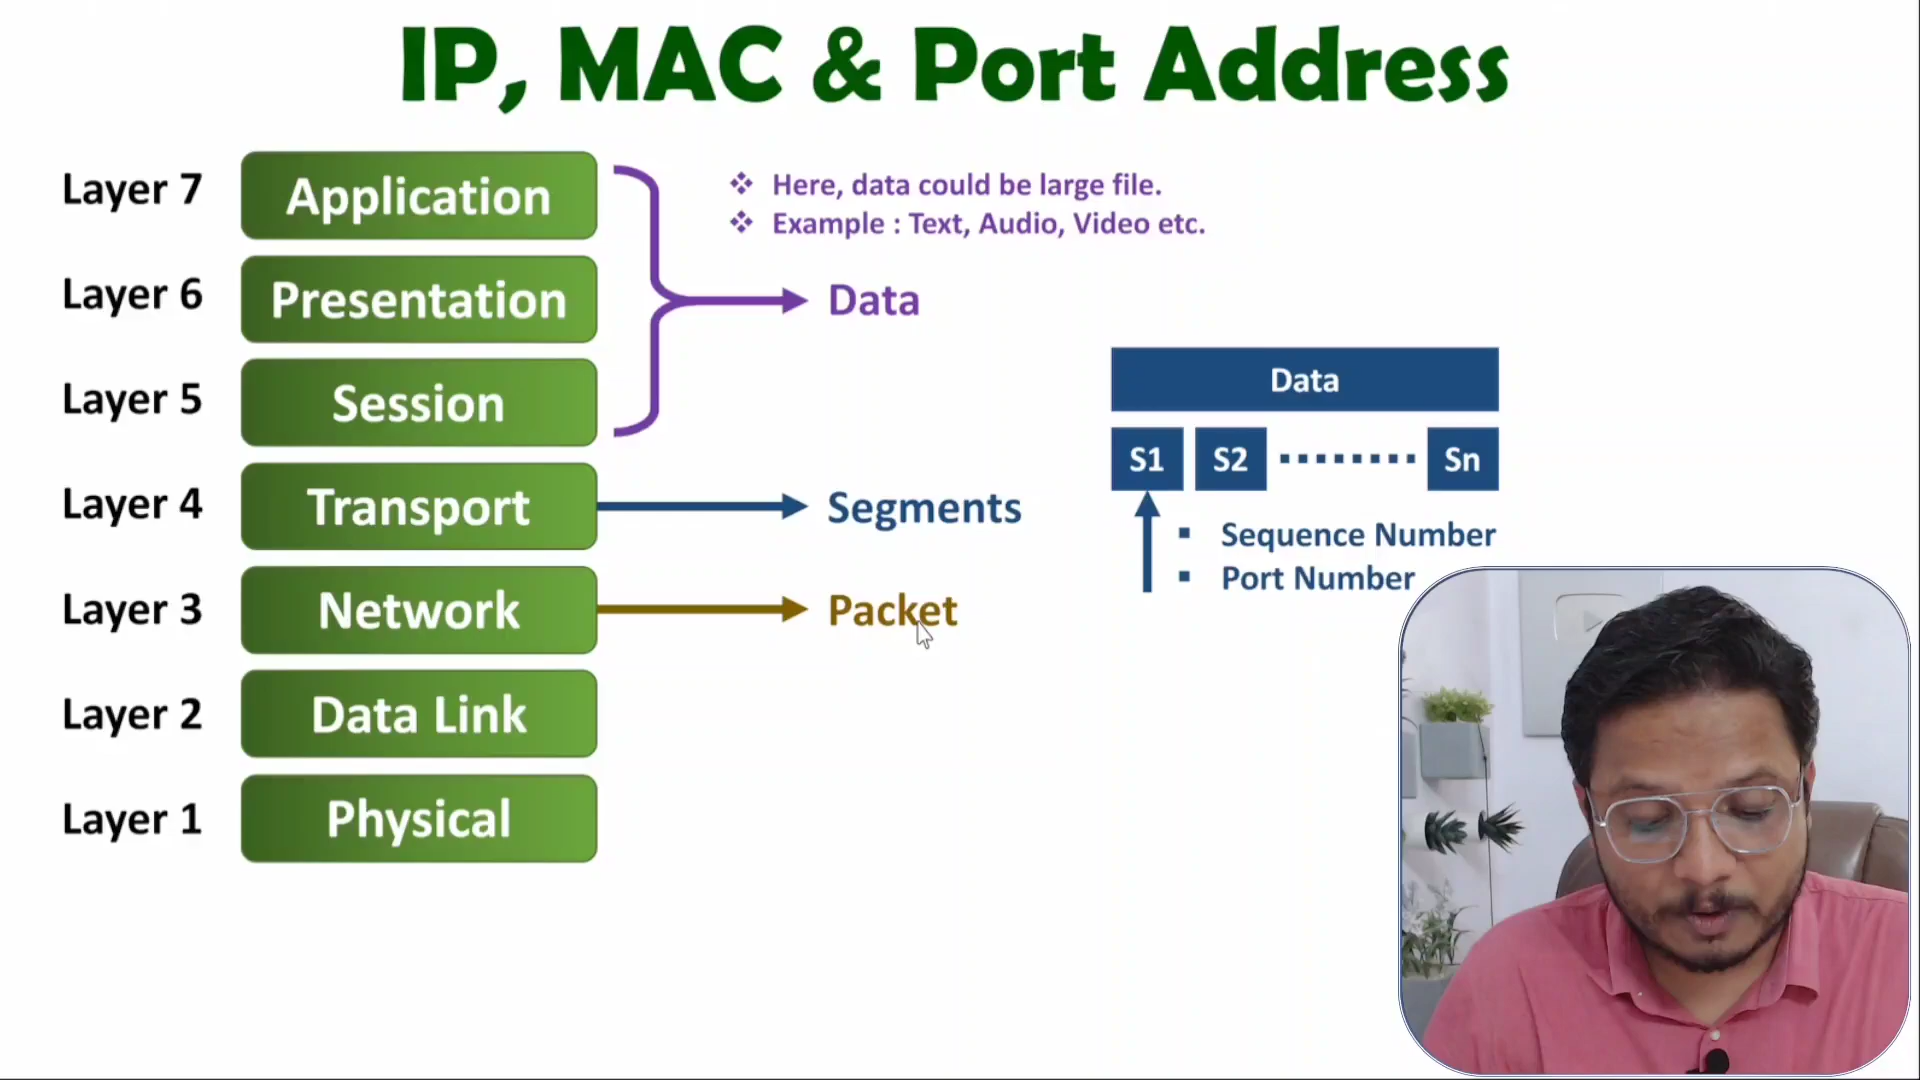 IP, MAC & Port Address
Layer 7 Application
❖ Here, data could be large file.
❖ Example : Text, Audio, Video etc.
Layer 6 Presentation
Data
Layer 5 Session
Data
S1 S2 ........ Sn
Layer 4 Transport
Segments
▪ Sequence Number
▪ Port Number
Layer 3 Network
Packet
Layer 2 Data Link
Layer 1 Physical